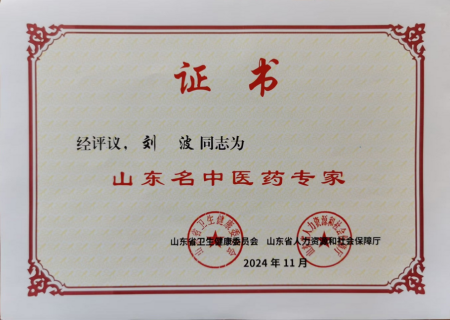 证书
经评议，刘 波 同志为
山东名中医药专家
山东省卫生健康委员会 山东省人力资源和社会保障厅
2024年11月